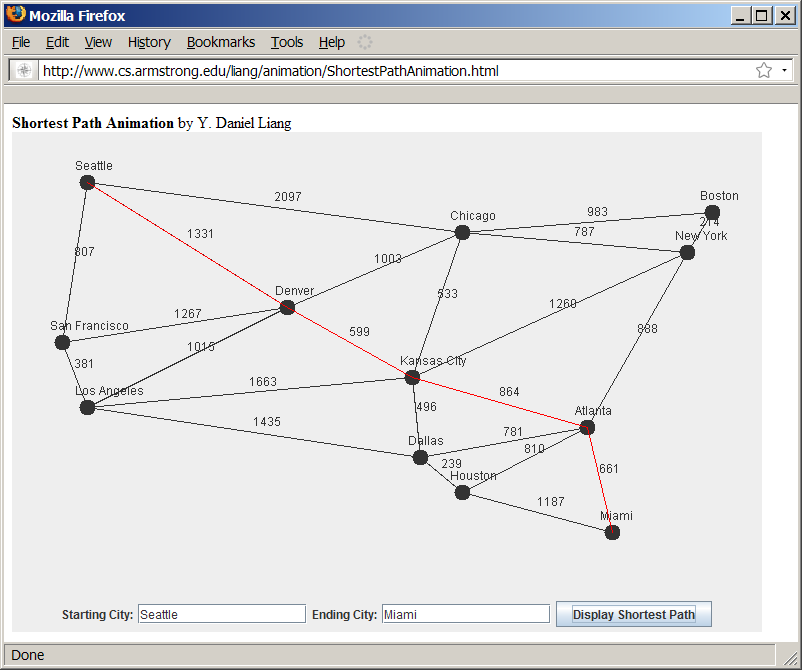 Mozilla Firefox
File Edit View History Bookmarks Tools Help
http://www.cs.armstrong.edu/liang/animation/ShortestPathAnimation.html
Shortest Path Animation by Y. Daniel Liang
Seattle
2097
Boston
Chicago
983
214
1331
787
New York
807
1003
Denver
533
1260
1267
San Francisco
599
888
1015
381
Kansas City
1663
Los Angeles
864
496
Atlanta
1435
781
Dallas
810
239
661
Houston
1187
Miami
Starting City: Seattle Ending City: Miami Display Shortest Path
Done